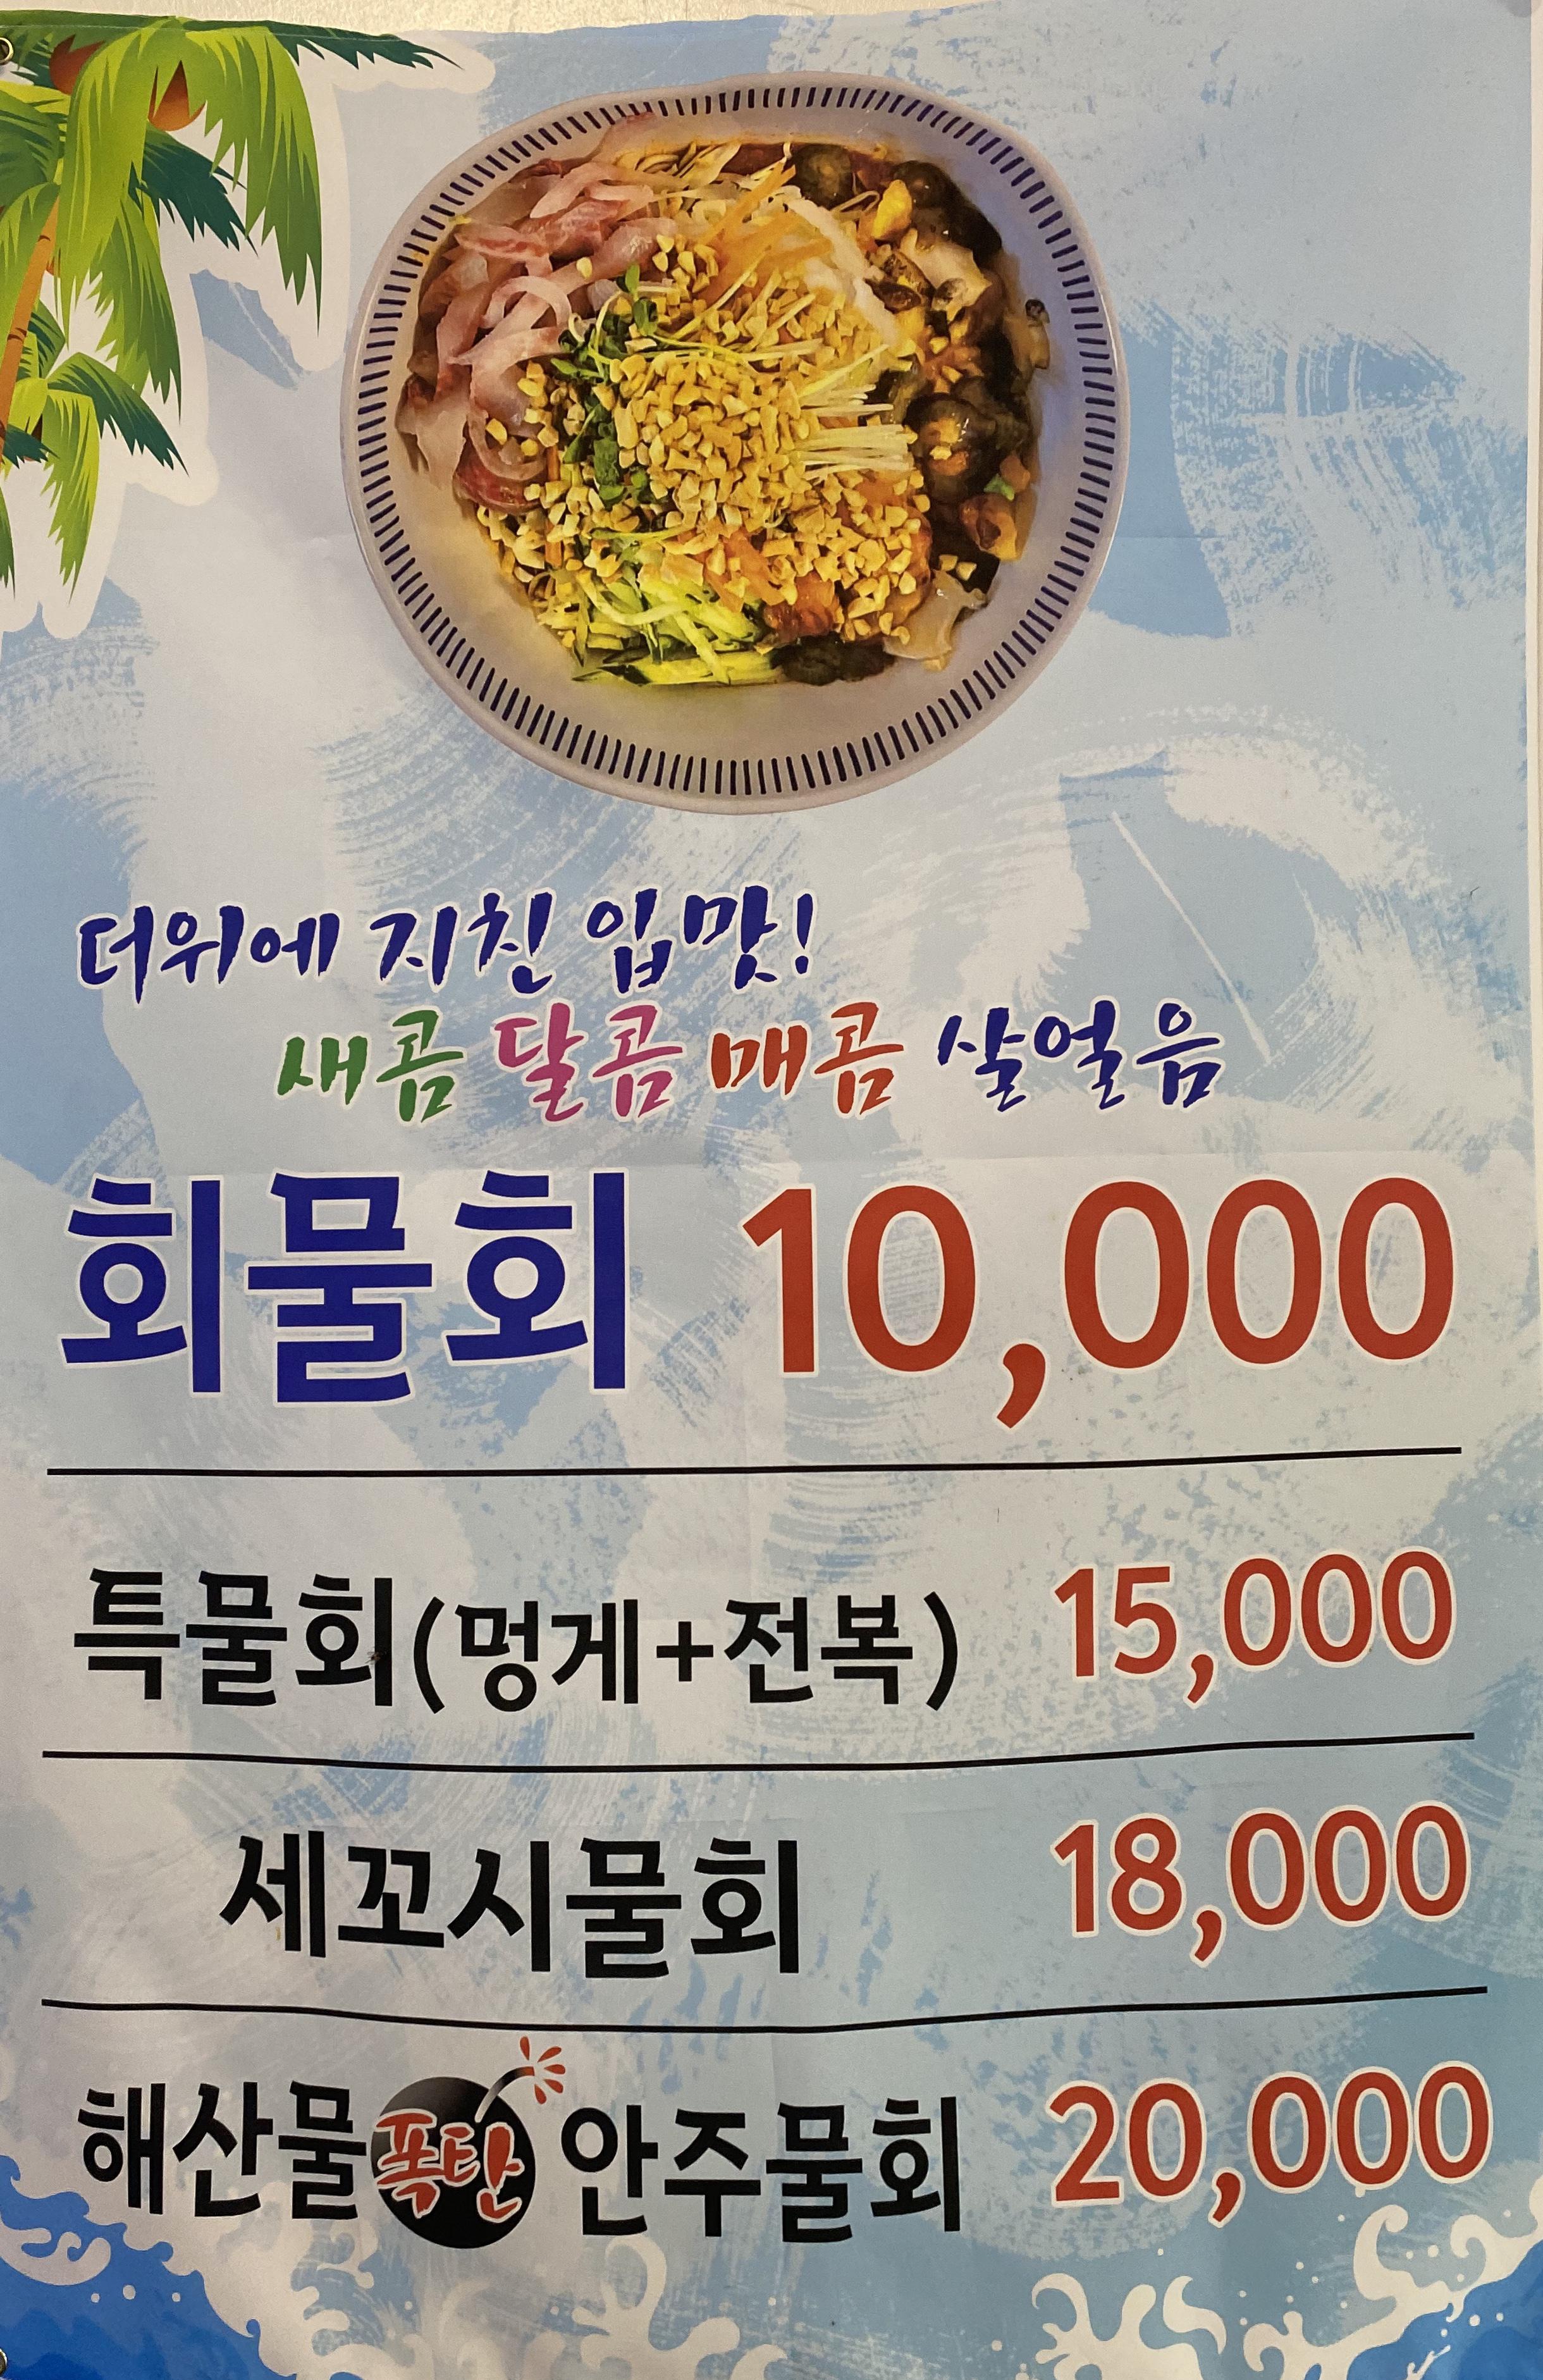 더위에 지친 입맛!
새콤 달콤 매콤 살얼음
회물회 10,000
특물회(멍게+전복) 15,000
세꼬시물회 18,000
해산물폭탄 안주물회 20,000